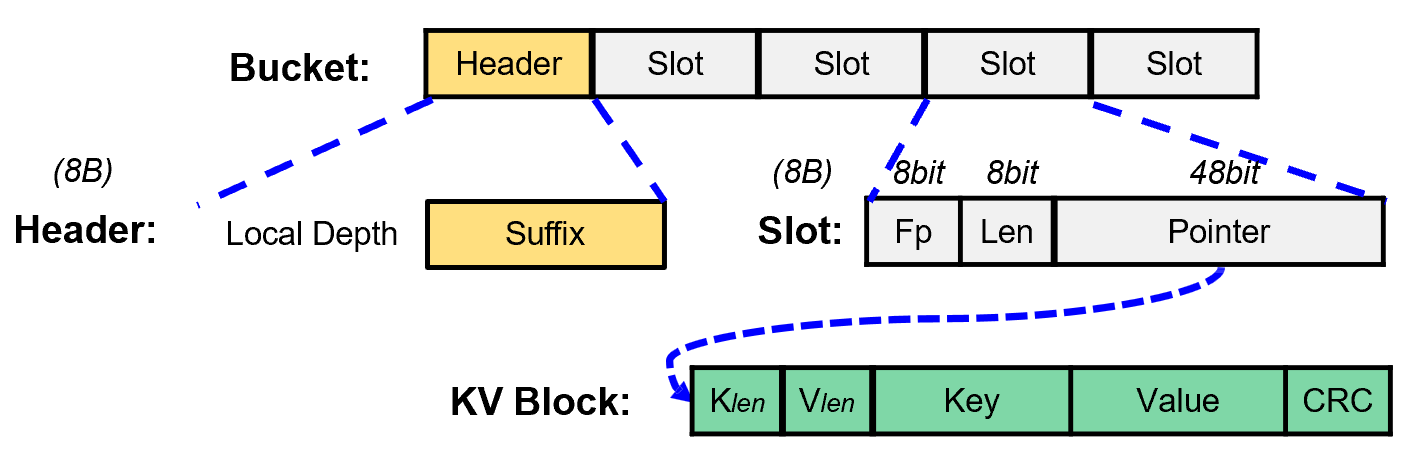 Bucket: Header Slot Slot Slot Slot
(8B) (8B) 8bit 8bit 48bit
Header: Local Depth Suffix Slot: Fp Len Pointer
KV Block: Klen Vlen Key Value CRC